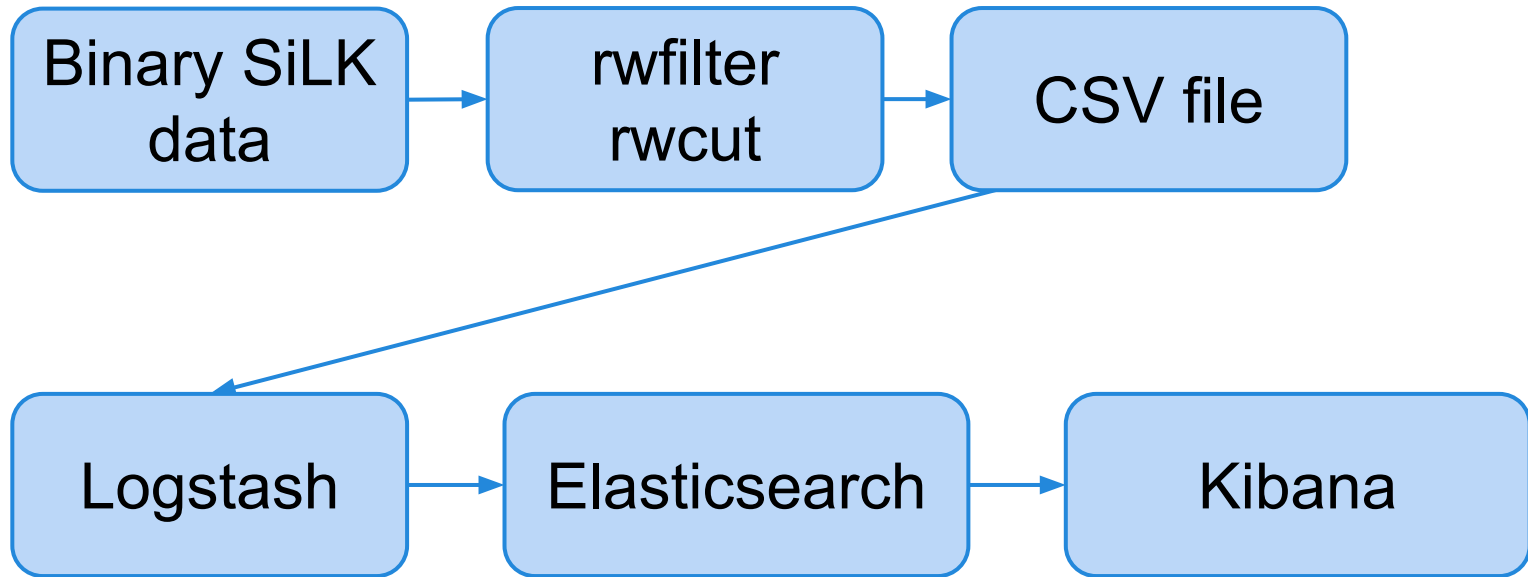 Binary SiLK
data
rwfilter
rwcut
CSV file
Logstash
Elasticsearch
Kibana